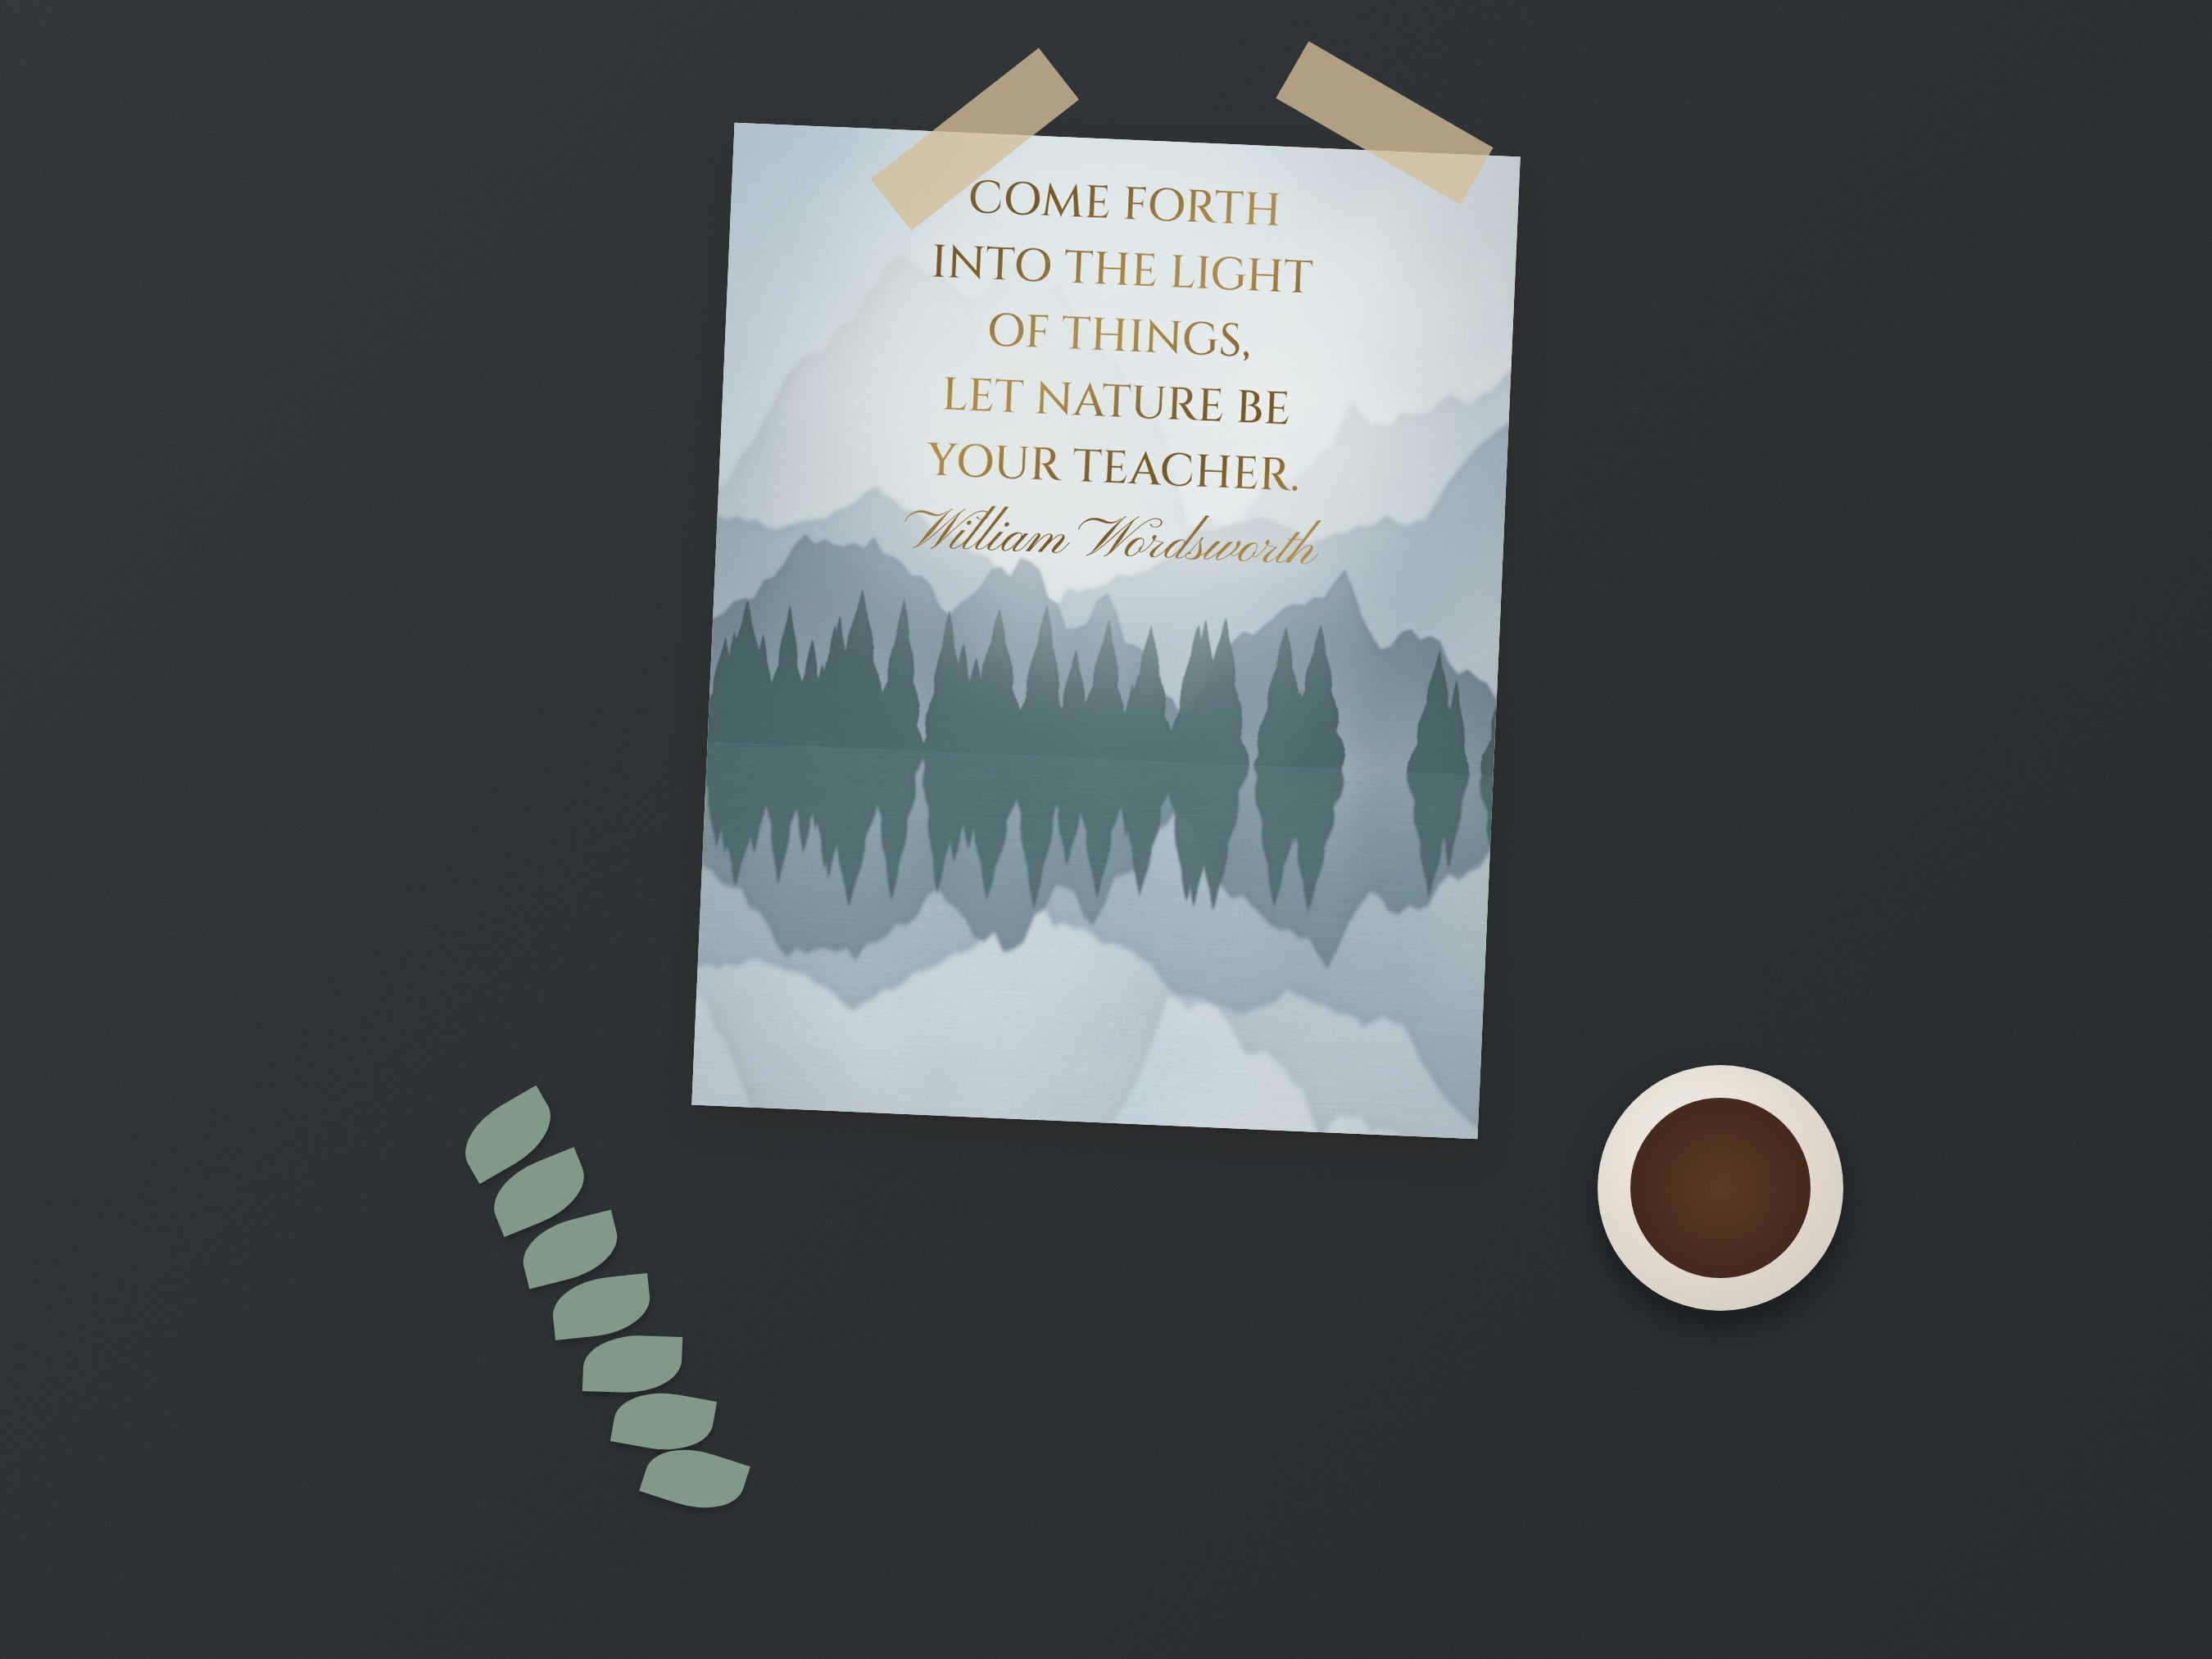 COME FORTH
INTO THE LIGHT
OF THINGS,
LET NATURE BE
YOUR TEACHER.
William Wordsworth